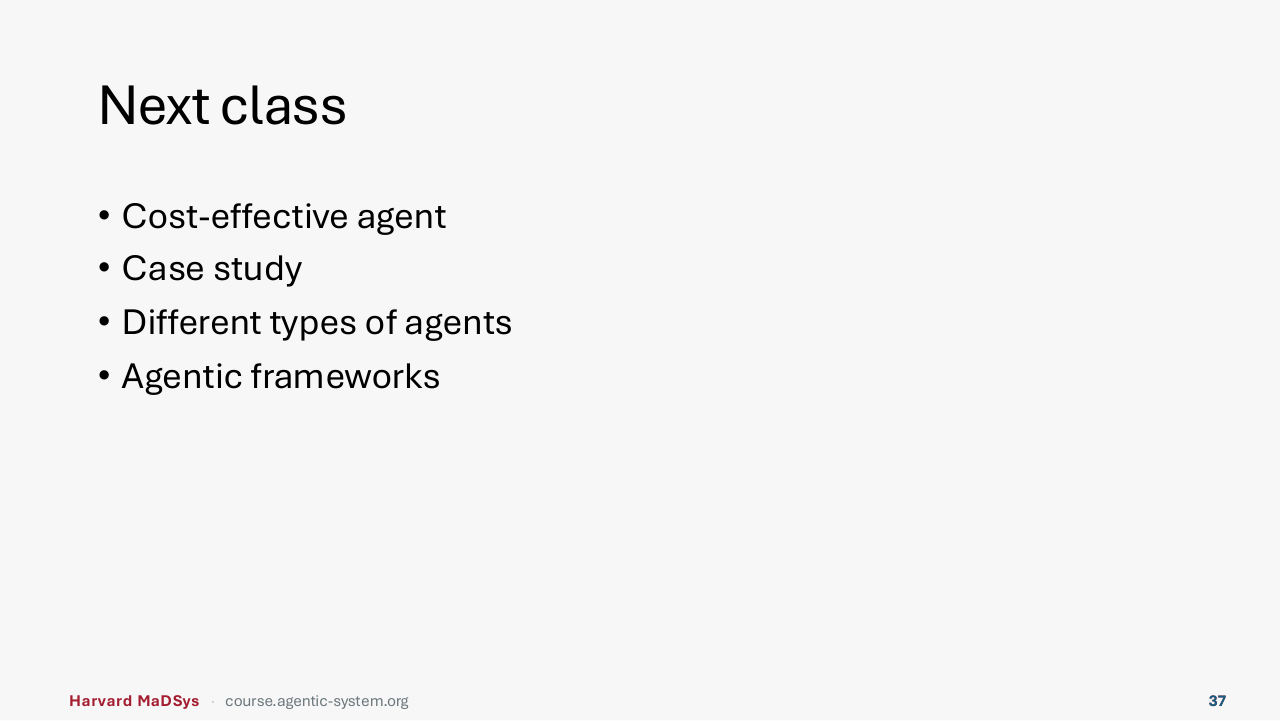 Next class
• Cost-effective agent
• Case study
• Different types of agents
• Agentic frameworks
Harvard MaDSys · course.agentic-system.org
37